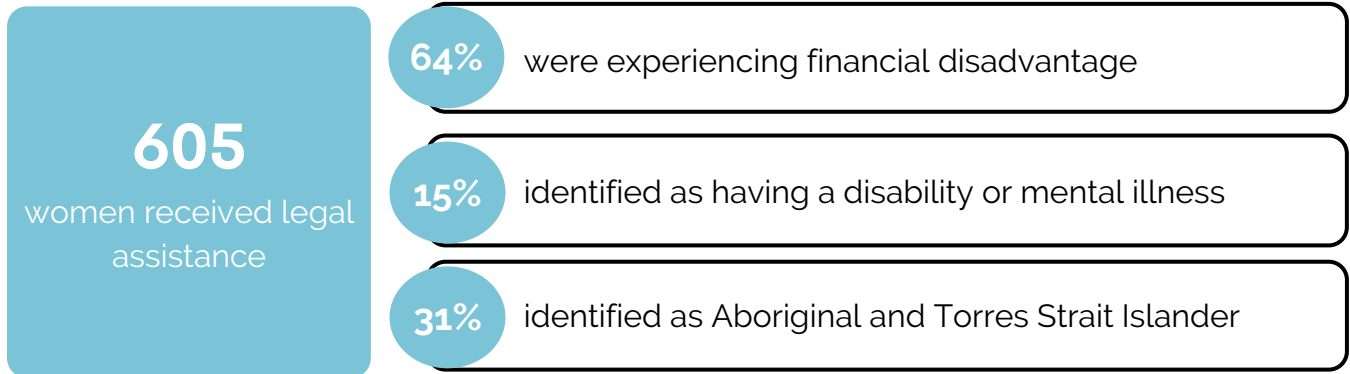 605
women received legal
assistance
64%
were experiencing financial disadvantage
15%
identified as having a disability or mental illness
31%
identified as Aboriginal and Torres Strait Islander